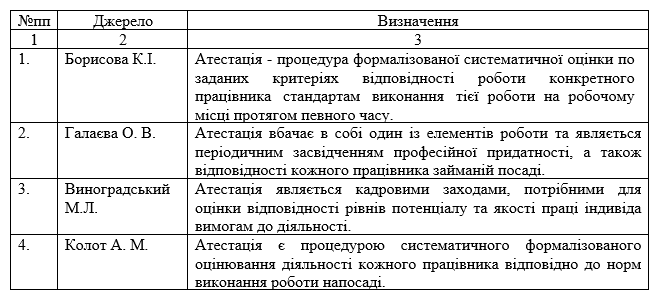 №пп Джерело Визначення
1 2 3
1. Борисова К.І. Атестація - процедура формалізованої систематичної оцінки по
заданих критеріях відповідності роботи конкретного
працівника стандартам виконання тієї роботи на робочому
місці протягом певного часу.
2. Галаєва О. В. Атестація вбачає в собі один із елементів роботи та являється
періодичним засвідченням професійної придатності, а також
відповідності кожного працівника займаній посаді.
3. Виноградський Атестація являється кадровими заходами, потрібними для
М.Л. оцінки відповідності рівнів потенціалу та якості праці індивіда
вимогам до діяльності.
4. Колот А. М. Атестація є процедурою систематичного формалізованого
оцінювання діяльності кожного працівника відповідно до норм
виконання роботи напосаді.